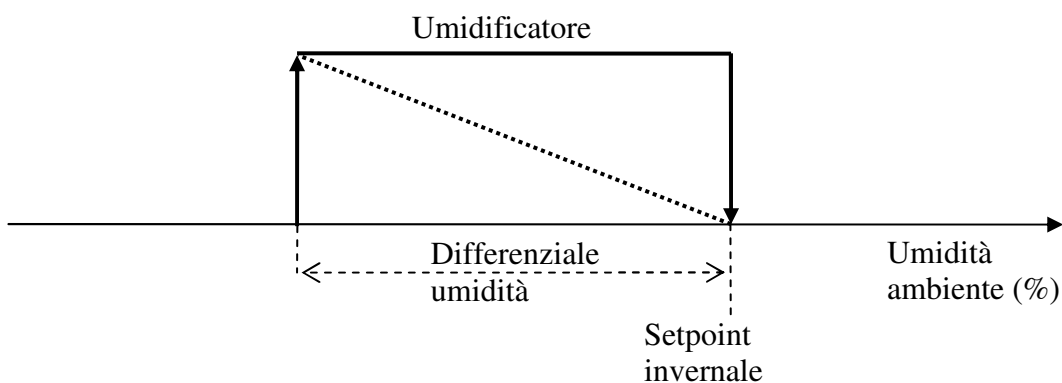 Umidificatore
Differenziale
umidità
Umidità
ambiente (%)
Setpoint
invernale